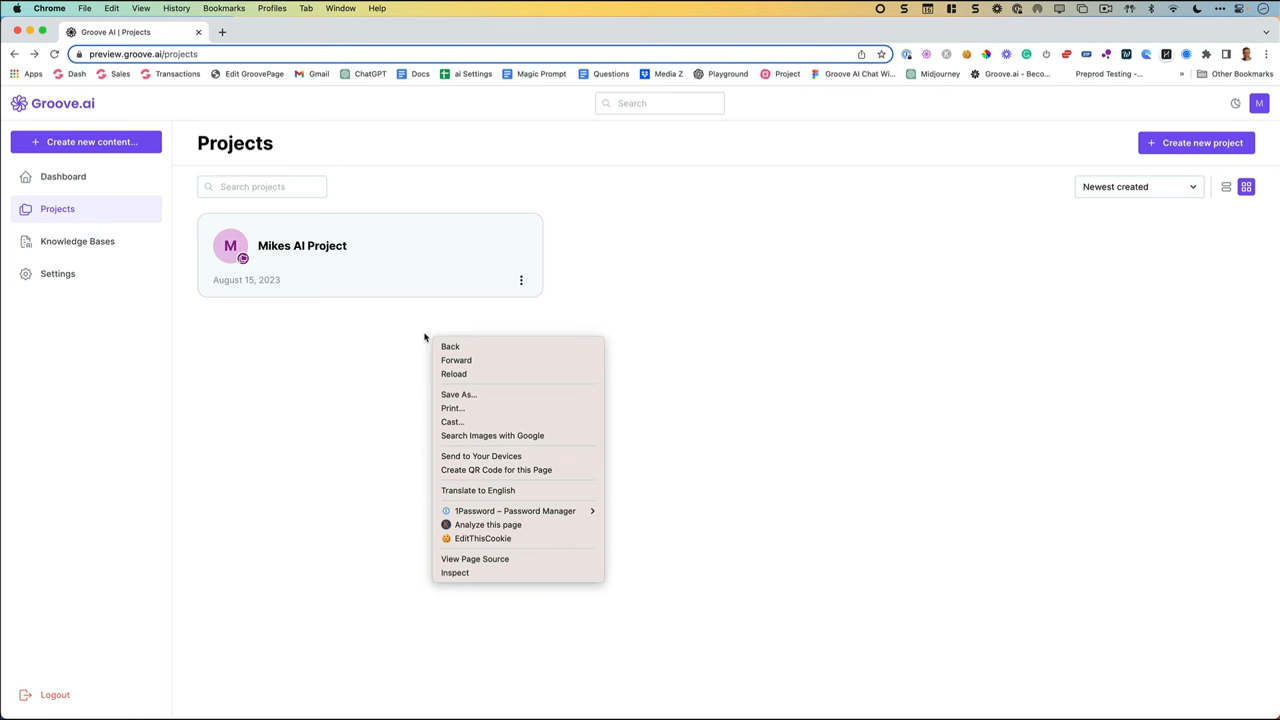 Chrome File Edit View History Bookmarks Profiles Tab Window Help
Groove AI | Projects
preview.groove.ai/projects
Apps Dash Sales Transactions Edit GroovePage Gmail ChatGPT Docs ai Settings Magic Prompt Questions Media Z Playground Project Groove AI Chat Wi... Midjourney Groove.ai - Beco... Preprod Testing -... » Other Bookmarks
Groove.ai
Search
M
+ Create new content...
Projects
+ Create new project
Dashboard
Search projects
Newest created
Projects
M
Mikes AI Project
Knowledge Bases
Settings
August 15, 2023
Back
Forward
Reload
Save As...
Print...
Cast...
Search Images with Google
Send to Your Devices
Create QR Code for this Page
Translate to English
1Password – Password Manager
Analyze this page
EditThisCookie
View Page Source
Inspect
Logout